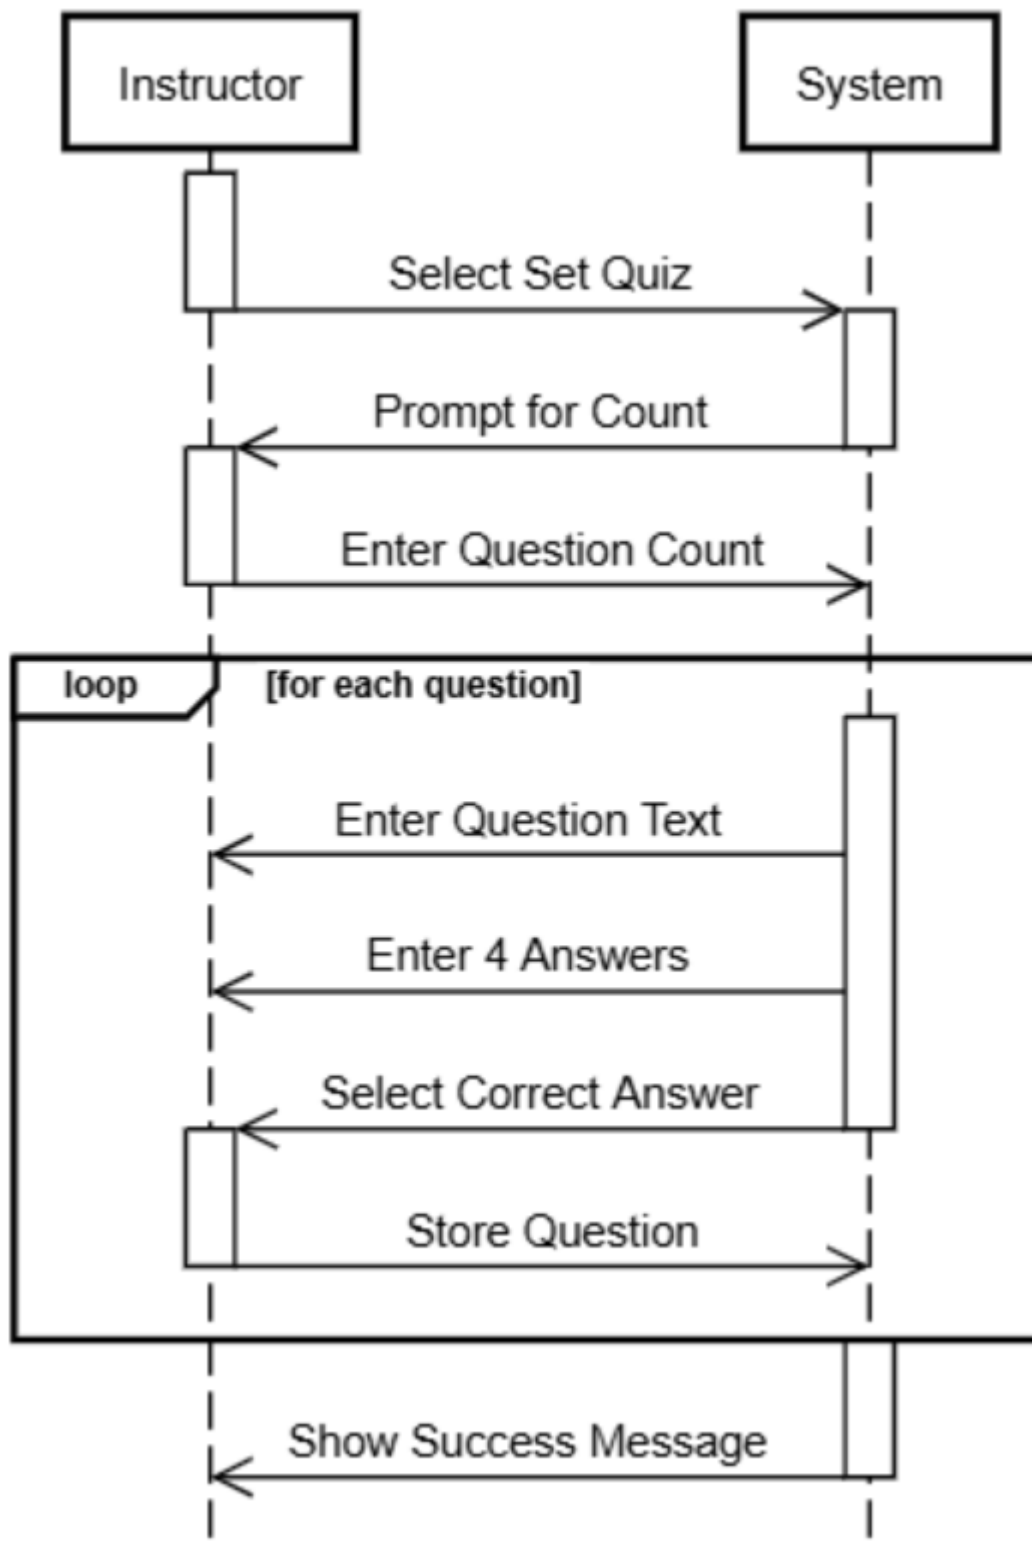 Instructor
System
Select Set Quiz
Prompt for Count
Enter Question Count
loop
[for each question]
Enter Question Text
Enter 4 Answers
Select Correct Answer
Store Question
Show Success Message